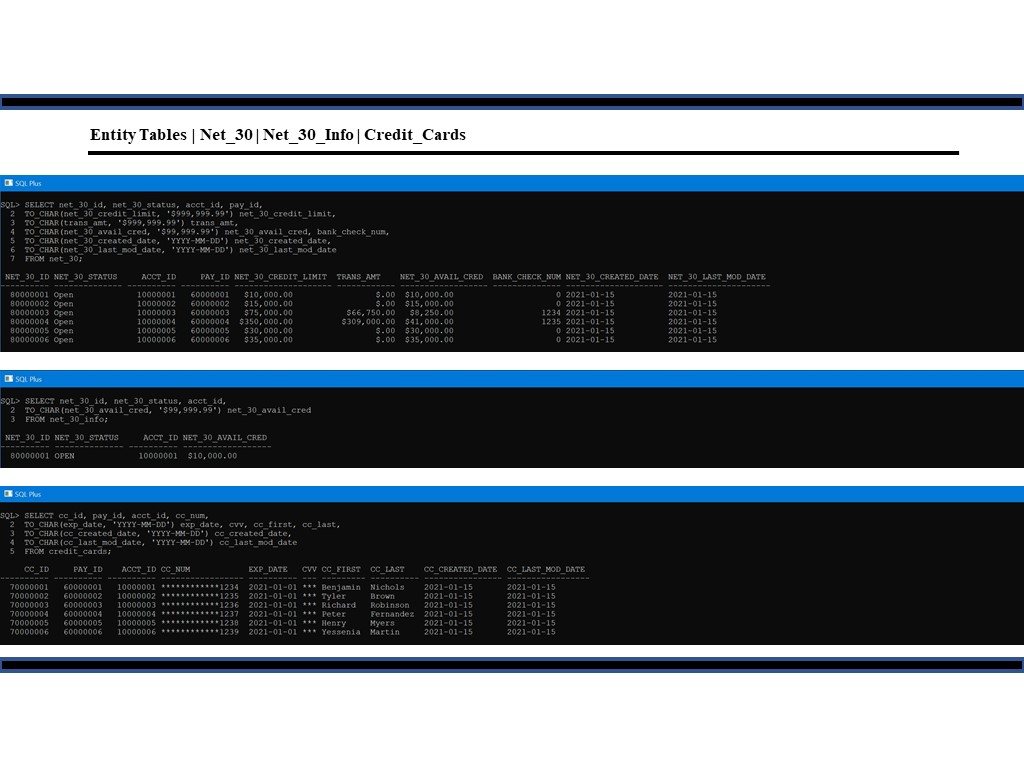 Entity Tables | Net_30 | Net_30_Info | Credit_Cards
SQL Plus
SQL> SELECT net_30_id, net_30_status, acct_id, pay_id,
2 TO_CHAR(net_30_credit_limit, '$999,999.99') net_30_credit_limit,
3 TO_CHAR(trans_amt, '$999,999.99') trans_amt,
4 TO_CHAR(net_30_avail_cred, '$99,999.99') net_30_avail_cred, bank_check_num,
5 TO_CHAR(net_30_created_date, 'YYYY-MM-DD') net_30_created_date,
6 TO_CHAR(net_30_last_mod_date, 'YYYY-MM-DD') net_30_last_mod_date
7 FROM net_30;
NET_30_ID NET_30_STATUS ACCT_ID PAY_ID NET_30_CREDIT_LIMIT TRANS_AMT NET_30_AVAIL_CRED BANK_CHECK_NUM NET_30_CREATED_DATE NET_30_LAST_MOD_DATE
80000001 Open 10000001 60000001 $10,000.00 $.00 $10,000.00 0 2021-01-15 2021-01-15
80000002 Open 10000002 60000002 $15,000.00 $.00 $15,000.00 0 2021-01-15 2021-01-15
80000003 Open 10000003 60000003 $75,000.00 $66,750.00 $8,250.00 1234 2021-01-15 2021-01-15
80000004 Open 10000004 60000004 $350,000.00 $309,000.00 $41,000.00 1235 2021-01-15 2021-01-15
80000005 Open 10000005 60000005 $30,000.00 $.00 $30,000.00 0 2021-01-15 2021-01-15
80000006 Open 10000006 60000006 $35,000.00 $.00 $35,000.00 0 2021-01-15 2021-01-15
SQL Plus
SQL> SELECT net_30_id, net_30_status, acct_id,
2 TO_CHAR(net_30_avail_cred, '$99,999.99') net_30_avail_cred
3 FROM net_30_info;
NET_30_ID NET_30_STATUS ACCT_ID NET_30_AVAIL_CRED
80000001 OPEN 10000001 $10,000.00
SQL Plus
SQL> SELECT cc_id, pay_id, acct_id, cc_num,
2 TO_CHAR(exp_date, 'YYYY-MM-DD') exp_date, cvv, cc_first, cc_last,
3 TO_CHAR(cc_created_date, 'YYYY-MM-DD') cc_created_date,
4 TO_CHAR(cc_last_mod_date, 'YYYY-MM-DD') cc_last_mod_date
5 FROM credit_cards;
CC_ID PAY_ID ACCT_ID CC_NUM EXP_DATE CVV CC_FIRST CC_LAST CC_CREATED_DATE CC_LAST_MOD_DATE
70000001 60000001 10000001 ************1234 2021-01-01 *** Benjamin Nichols 2021-01-15 2021-01-15
70000002 60000002 10000002 ************1235 2021-01-01 *** Tyler Brown 2021-01-15 2021-01-15
70000003 60000003 10000003 ************1236 2021-01-01 *** Richard Robinson 2021-01-15 2021-01-15
70000004 60000004 10000004 ************1237 2021-01-01 *** Peter Fernandez 2021-01-15 2021-01-15
70000005 60000005 10000005 ************1238 2021-01-01 *** Henry Myers 2021-01-15 2021-01-15
70000006 60000006 10000006 ************1239 2021-01-01 *** Yessenia Martin 2021-01-15 2021-01-15